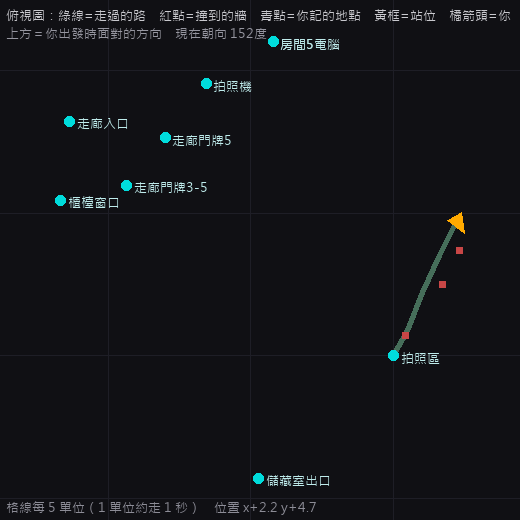 俯視圖：綠線=走過的路　紅點=撞到的牆　青點=你記的地點　黃框=站位　橘箭頭=你
上方＝你出發時面對的方向　現在朝向 152度
房間5電腦
拍照機
走廊入口
走廊門牌5
走廊門牌3-5
櫃檯窗口
拍照區
儲藏室出口
格線每 5 單位（1 單位約走 1 秒）　位置 x+2.2 y+4.7